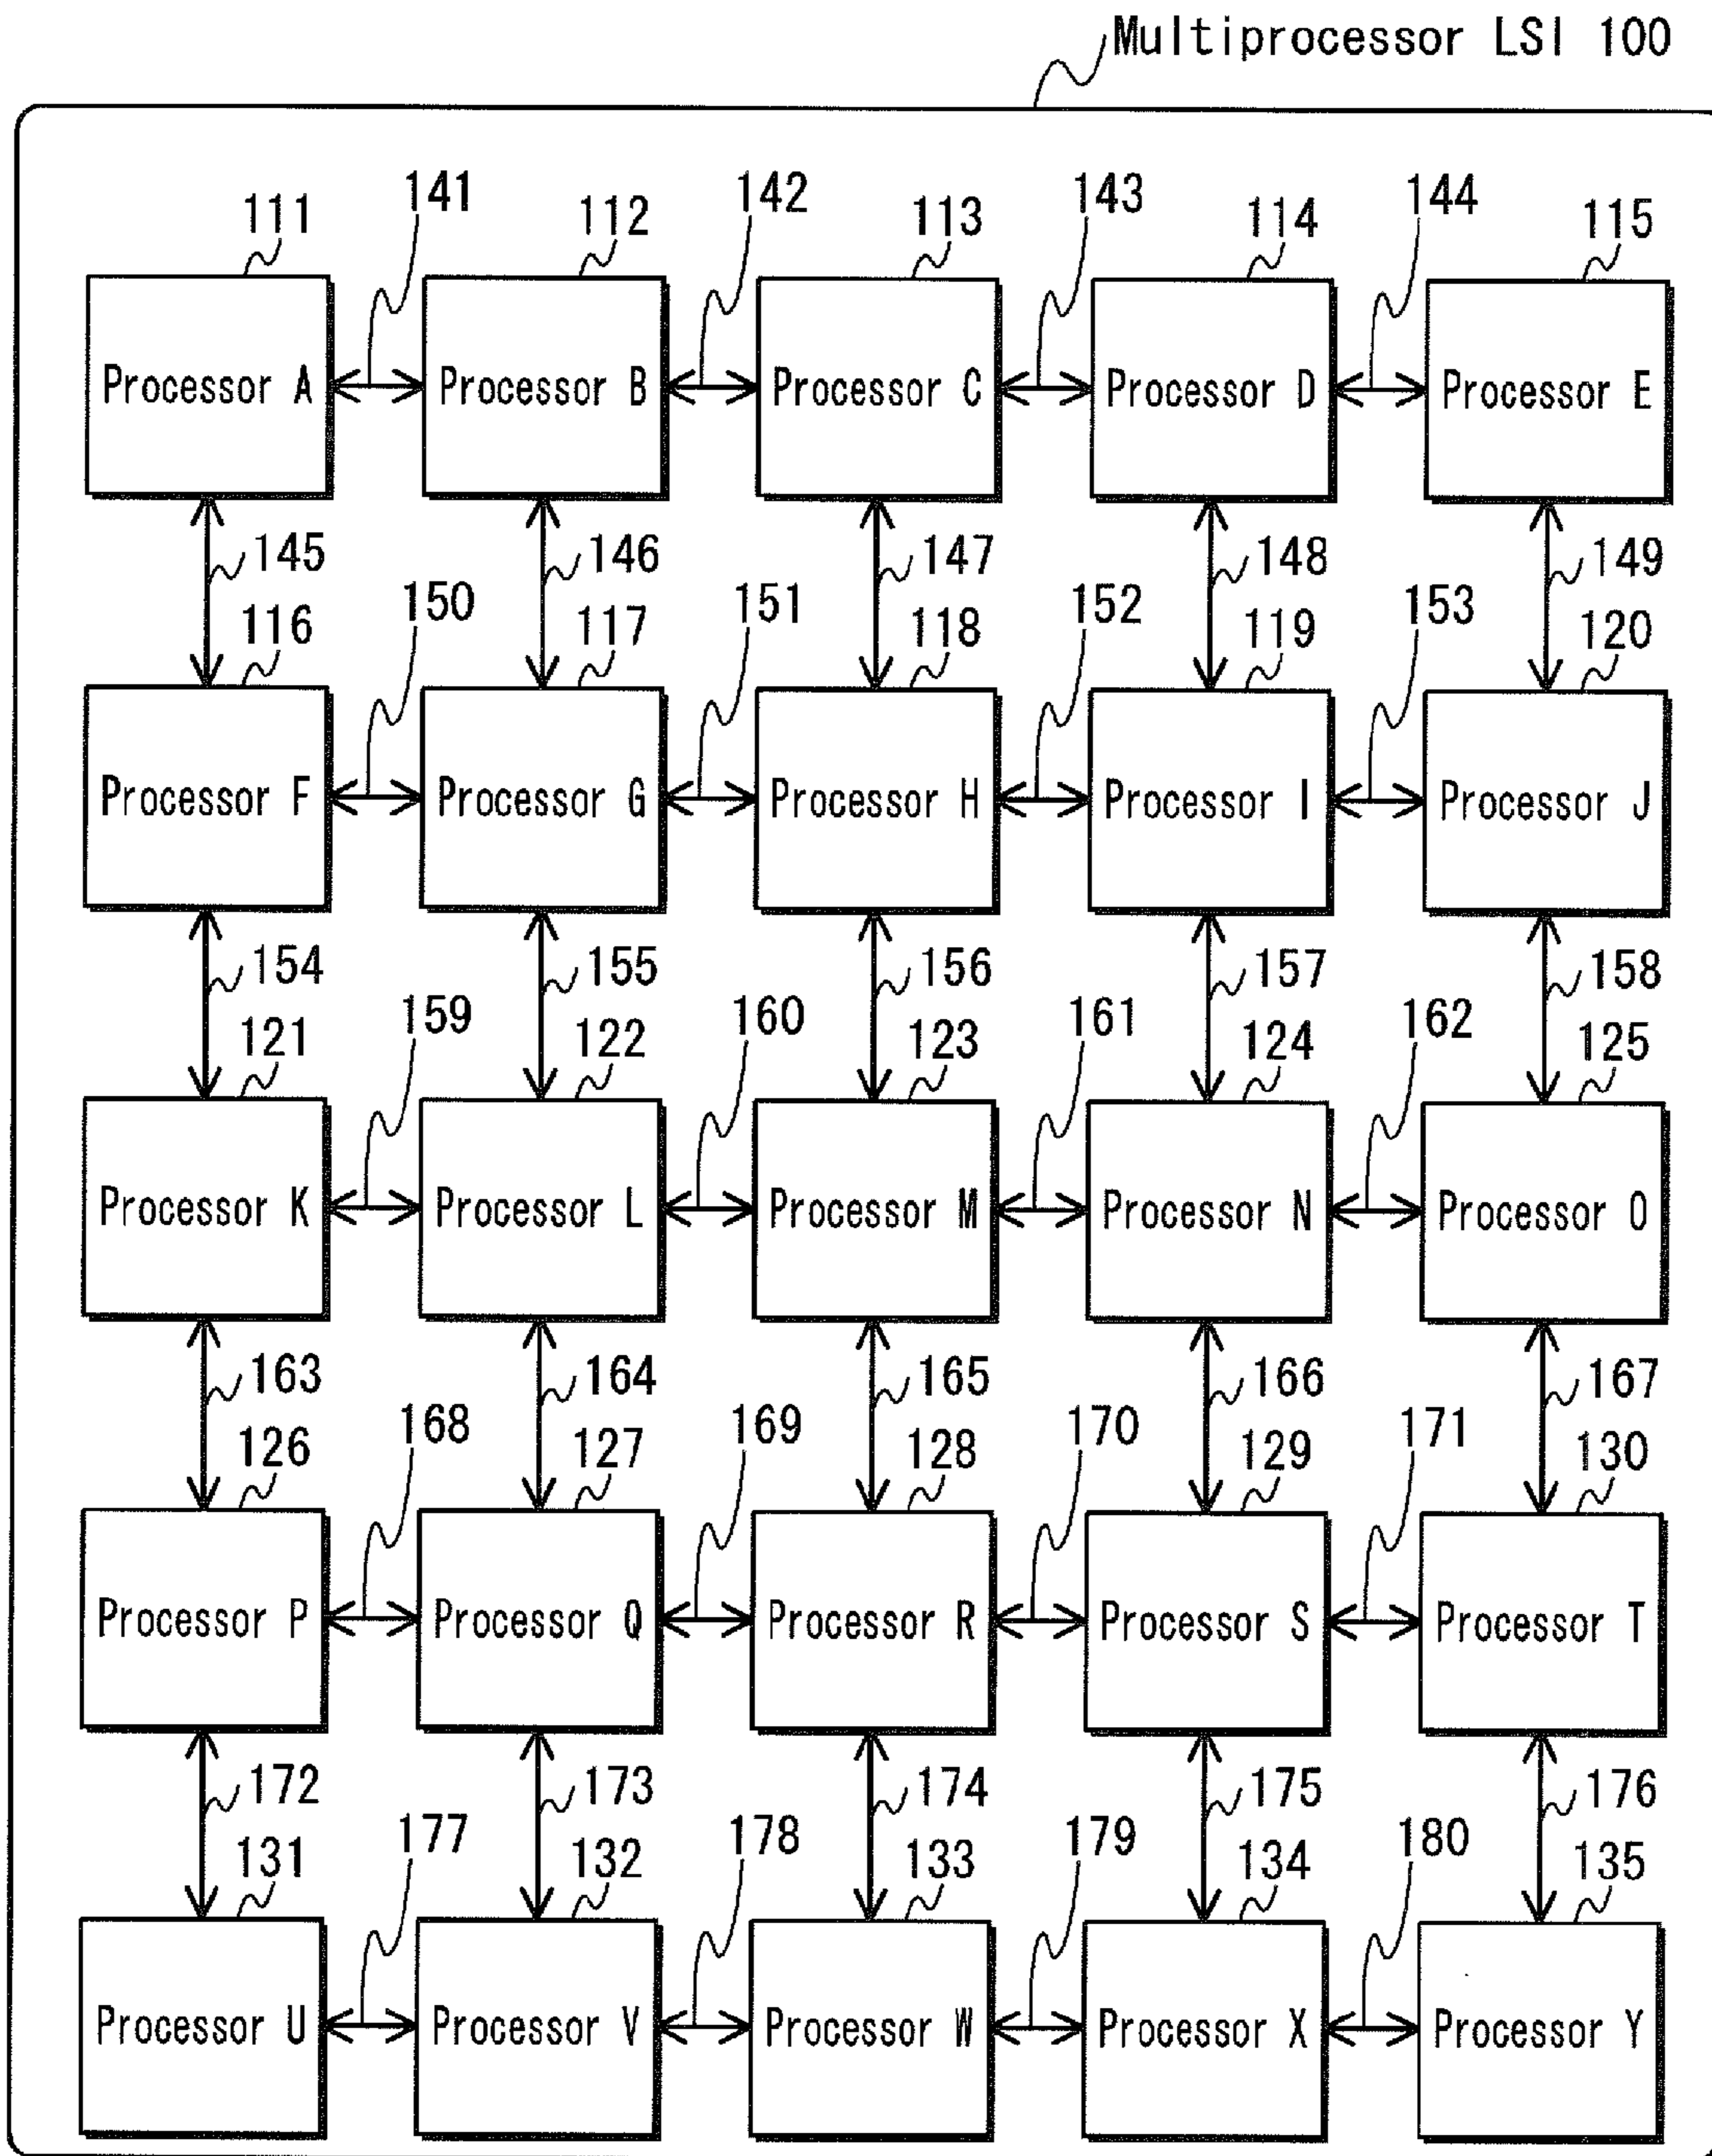 Multiprocessor LSI 100
141 142 143 144
111 112 113 114 115
Processor A Processor B Processor C Processor D Processor E
145 146 147 148 149
150 151 152 153
116 117 118 119 120
Processor F Processor G Processor H Processor I Processor J
154 155 156 157 158
159 160 161 162
121 122 123 124 125
Processor K Processor L Processor M Processor N Processor O
163 164 165 166 167
168 169 170 171
126 127 128 129 130
Processor P Processor Q Processor R Processor S Processor T
172 173 174 175 176
177 178 179 180
131 132 133 134 135
Processor U Processor V Processor W Processor X Processor Y